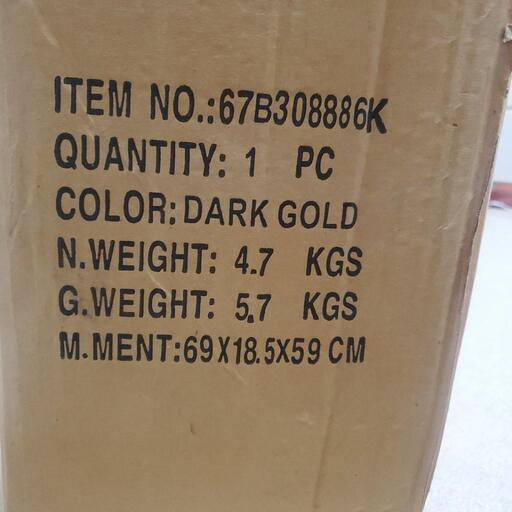 ITEM NO.:67B308886K
QUANTITY: 1 PC
COLOR: DARK GOLD
N.WEIGHT: 4.7 KGS
G.WEIGHT: 5.7 KGS
M.MENT:69X18.5X59 CM